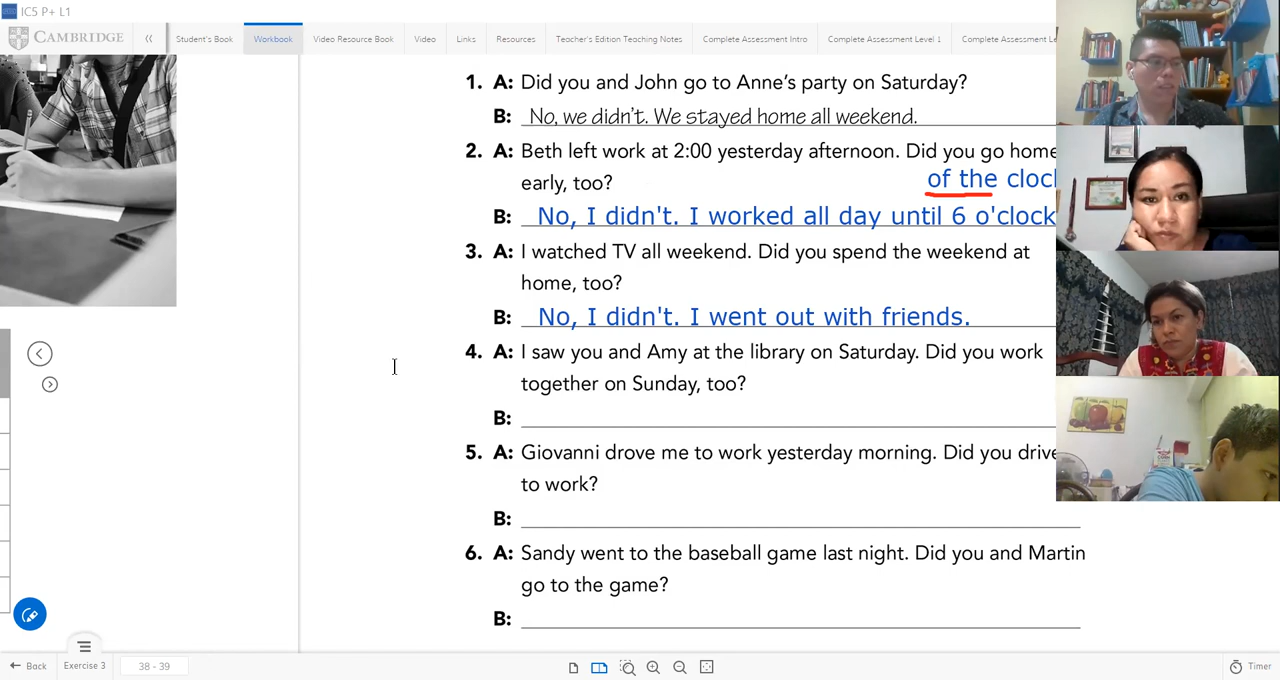 IC5 P+ L1
CAMBRIDGE
Student's Book
Workbook
Video Resource Book
Video
Links
Resources
Teacher's Edition Teaching Notes
Complete Assessment Intro
Complete Assessment Level 1
Complete Assessment Le
1. A: Did you and John go to Anne's party on Saturday?
B: No, we didn't. We stayed home all weekend.
2. A: Beth left work at 2:00 yesterday afternoon. Did you go home
early, too?
of the clock
B: No, I didn't. I worked all day until 6 o'clock
3. A: I watched TV all weekend. Did you spend the weekend at
home, too?
B: No, I didn't. I went out with friends.
4. A: I saw you and Amy at the library on Saturday. Did you work
together on Sunday, too?
B:
5. A: Giovanni drove me to work yesterday morning. Did you drive
to work?
B:
6. A: Sandy went to the baseball game last night. Did you and Martin
go to the game?
B:
Back
Exercise 3
38 - 39
Timer